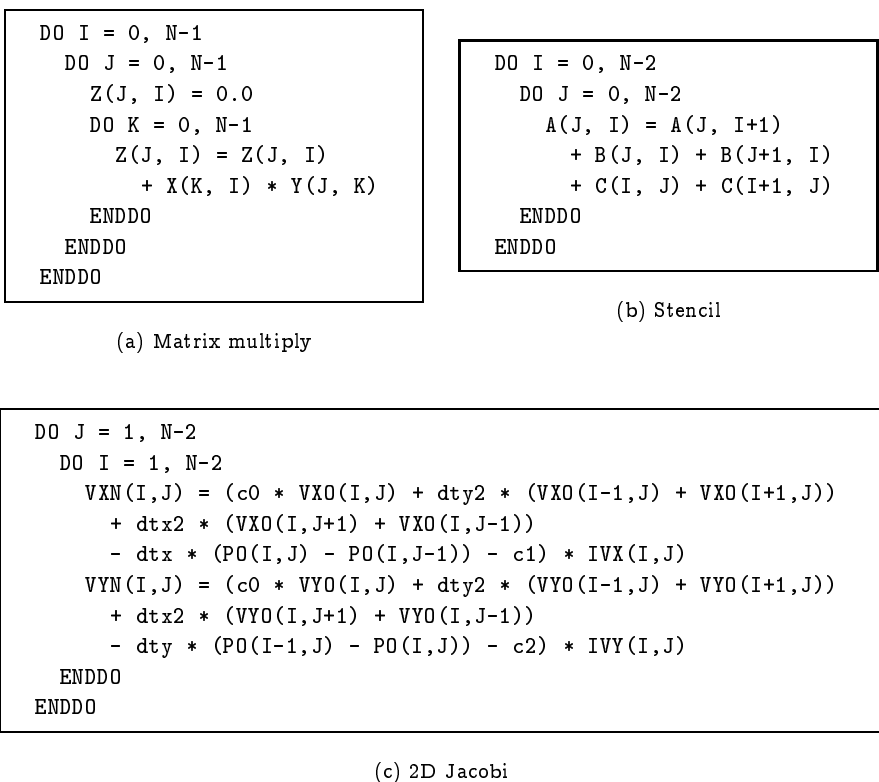 DO I = 0, N-1
DO J = 0, N-1
Z(J, I) = 0.0
DO K = 0, N-1
Z(J, I) = Z(J, I)
+ X(K, I) * Y(J, K)
ENDDO
ENDDO
ENDDO
(a) Matrix multiply
DO I = 0, N-2
DO J = 0, N-2
A(J, I) = A(J, I+1)
+ B(J, I) + B(J+1, I)
+ C(I, J) + C(I+1, J)
ENDDO
ENDDO
(b) Stencil
DO J = 1, N-2
DO I = 1, N-2
VXN(I,J) = (c0 * VXO(I,J) + dty2 * (VXO(I-1,J) + VXO(I+1,J))
+ dtx2 * (VXO(I,J+1) + VXO(I,J-1))
- dtx * (PO(I,J) - PO(I,J-1)) - c1) * IVX(I,J)
VYN(I,J) = (c0 * VYO(I,J) + dty2 * (VYO(I-1,J) + VYO(I+1,J))
+ dtx2 * (VYO(I,J+1) + VYO(I,J-1))
- dty * (PO(I-1,J) - PO(I,J)) - c2) * IVY(I,J)
ENDDO
ENDDO
(c) 2D Jacobi